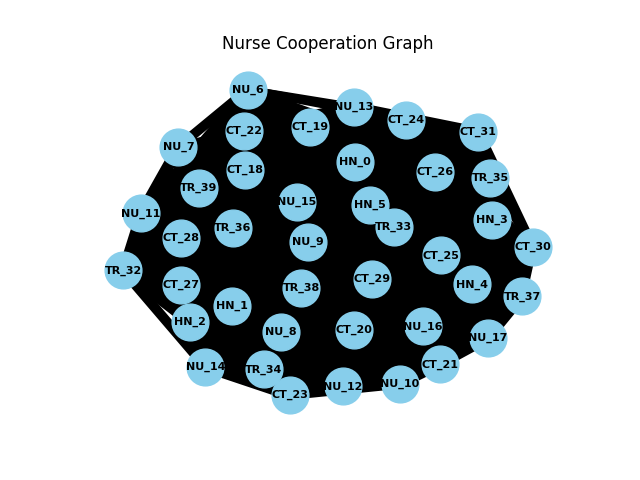 Nurse Cooperation Graph
NU_6
NU_13
CT_24
CT_19
CT_22
CT_31
NU_7
HN_0
CT_18
CT_26
TR_35
TR_39
NU_15
HN_5
NU_11
HN_3
TR_33
TR_36
CT_28
NU_9
CT_30
CT_25
TR_32
CT_29
CT_27
HN_4
TR_38
TR_37
HN_1
HN_2
NU_16
CT_20
NU_8
NU_17
CT_21
NU_14
TR_34
NU_10
NU_12
CT_23